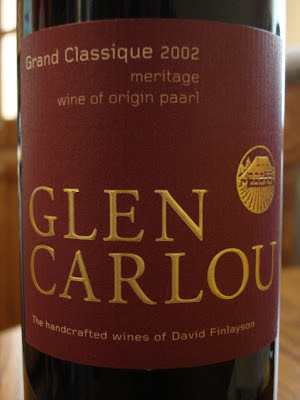 Grand Classique 2002
meritage
wine of origin paarl
GLEN
CARLOU
The handcrafted wines of David Finlayson